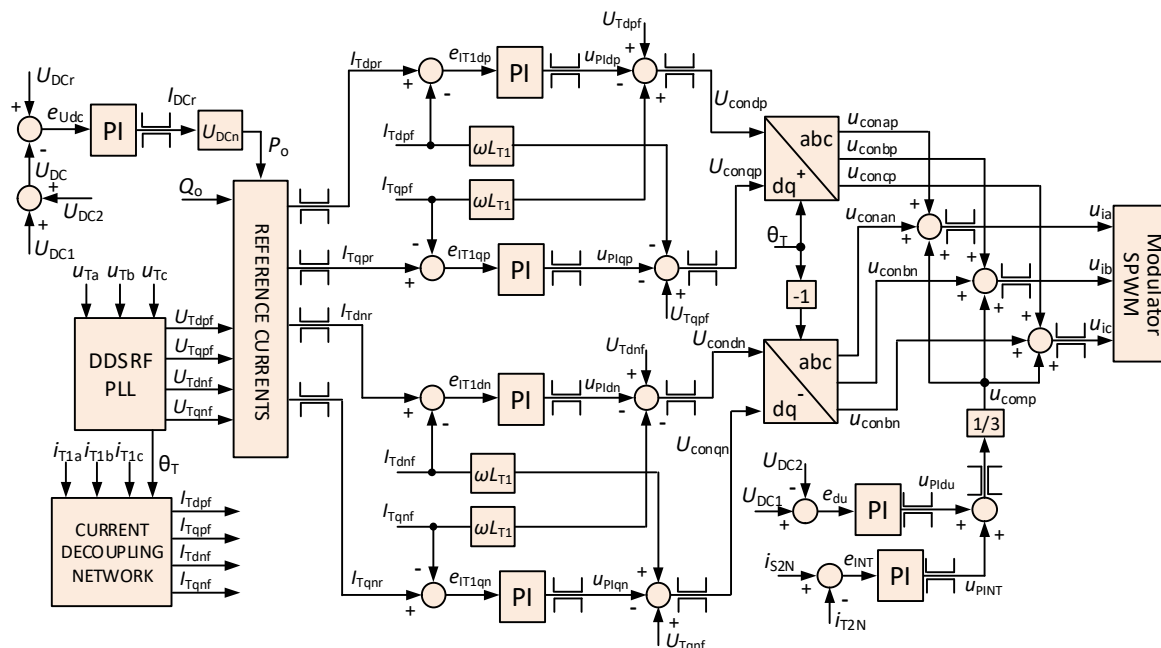 U_DCr
+
e_Udc
-
U_DC
+
U_DC2
+
U_DC1
PI
I_DCr
U_DCn
P_o
Q_o
REFERENCE CURRENTS
u_Ta u_Tb u_Tc
DDSRF
PLL
U_Tdpf
U_Tqpf
U_Tdnf
U_Tqnf
i_T1a i_T1b i_T1c
θ_T
CURRENT
DECOUPLING
NETWORK
I_Tdpf
I_Tqpf
I_Tdnf
I_Tqnf
I_Tdpr
+
-
e_IT1dp
PI
u_PIdp
-
+
+
U_Tdpf
I_Tdpf
ωL_T1
I_Tqpf
ωL_T1
I_Tqpr
-
+
e_IT1qp
PI
u_PIqp
-
-
+
U_Tqpf
I_Tdnr
+
-
e_IT1dn
PI
u_PIdn
+
-
-
U_Tdnf
I_Tdnf
ωL_T1
I_Tqnf
ωL_T1
I_Tqnr
-
+
e_IT1qn
PI
u_PIqn
+
-
+
U_Tqnf
U_condp
U_conqp
abc
dq
+
θ_T
-1
U_condn
U_conqn
abc
dq
-
u_conap
u_conbp
u_concp
u_conan
u_conbn
u_conbn
+
+
+
+
+
+
+
+
+
u_ia
u_ib
u_ic
Modulator
SPWM
u_comp
1/3
U_DC2
-
U_DC1
+
e_du
PI
u_PIdu
+
+
i_S2N
+
-
e_INT
i_T2N
PI
u_PINT